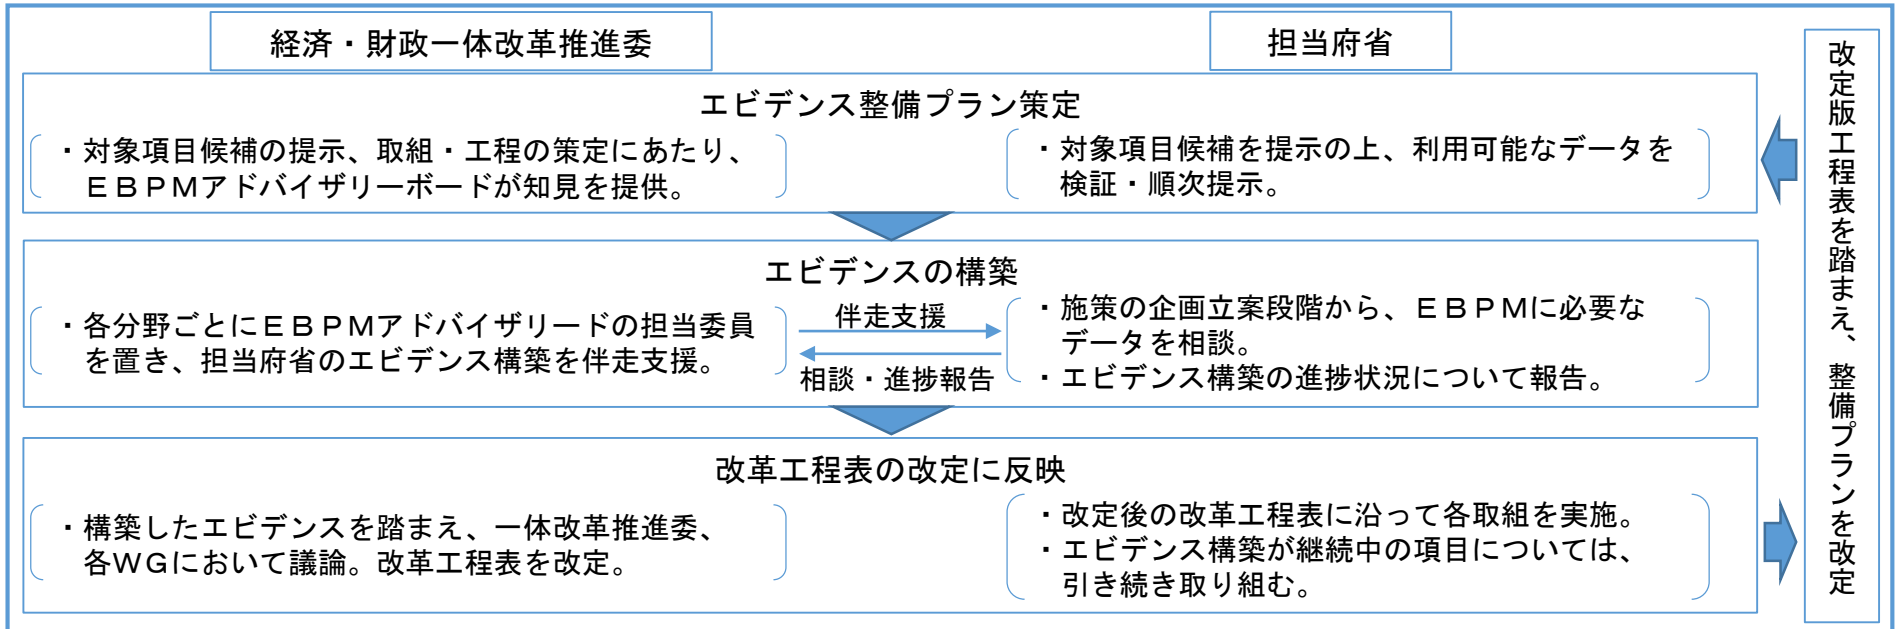 経済・財政一体改革推進委
担当府省
エビデンス整備プラン策定
・対象項目候補の提示、取組・工程の策定にあたり、
ＥＢＰＭアドバイザリーボードが知見を提供。
・対象項目候補を提示の上、利用可能なデータを
検証・順次提示。
エビデンスの構築
・各分野ごとにＥＢＰＭアドバイザリードの担当委員
を置き、担当府省のエビデンス構築を伴走支援。
伴走支援
相談・進捗報告
・施策の企画立案段階から、ＥＢＰＭに必要な
データを相談。
・エビデンス構築の進捗状況について報告。
改革工程表の改定に反映
・構築したエビデンスを踏まえ、一体改革推進委、
各ＷＧにおいて議論。改革工程表を改定。
・改定後の改革工程表に沿って各取組を実施。
・エビデンス構築が継続中の項目については、
引き続き取り組む。
改定版工程表を踏まえ、整備プランを改定